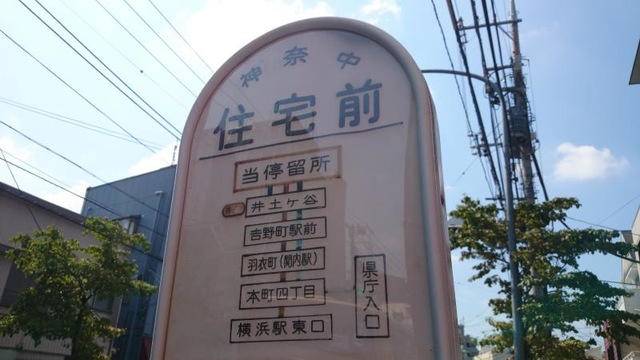 神奈中
住宅前
当停留所
井土ヶ谷
吉野町駅前
羽衣町(関内駅)
本町四丁目
横浜駅東口
県庁入口